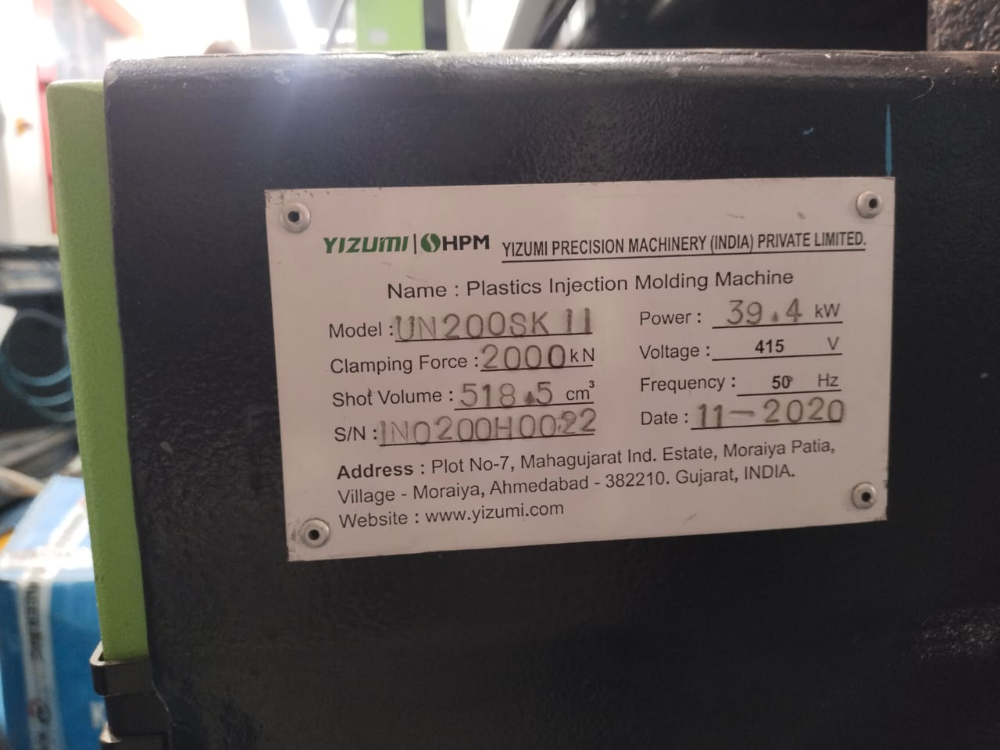 YIZUMI | HPM YIZUMI PRECISION MACHINERY (INDIA) PRIVATE LIMITED.
Name : Plastics Injection Molding Machine
Model : UN200SK II Power : 39.4 kW
Clamping Force : 2000 kN Voltage : 415 V
Shot Volume : 518.5 cm³ Frequency : 50 Hz
S/N : IN0200H0022 Date : 11-2020
Address : Plot No-7, Mahagujarat Ind. Estate, Moraiya Patia,
Village - Moraiya, Ahmedabad - 382210. Gujarat, INDIA.
Website : www.yizumi.com